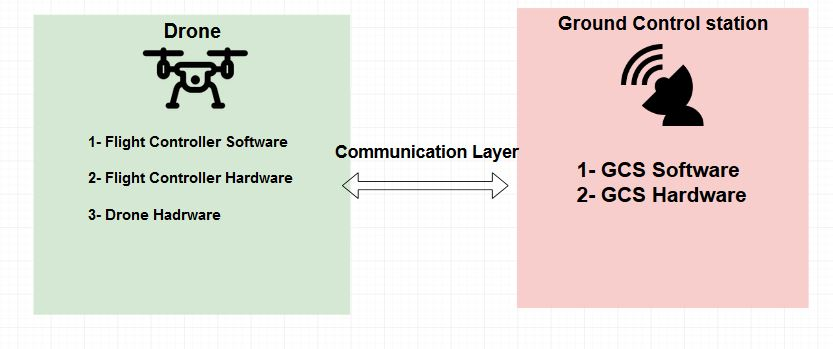 Drone
1- Flight Controller Software
2- Flight Controller Hardware
3- Drone Hadrware
Communication Layer
Ground Control station
1- GCS Software
2- GCS Hardware